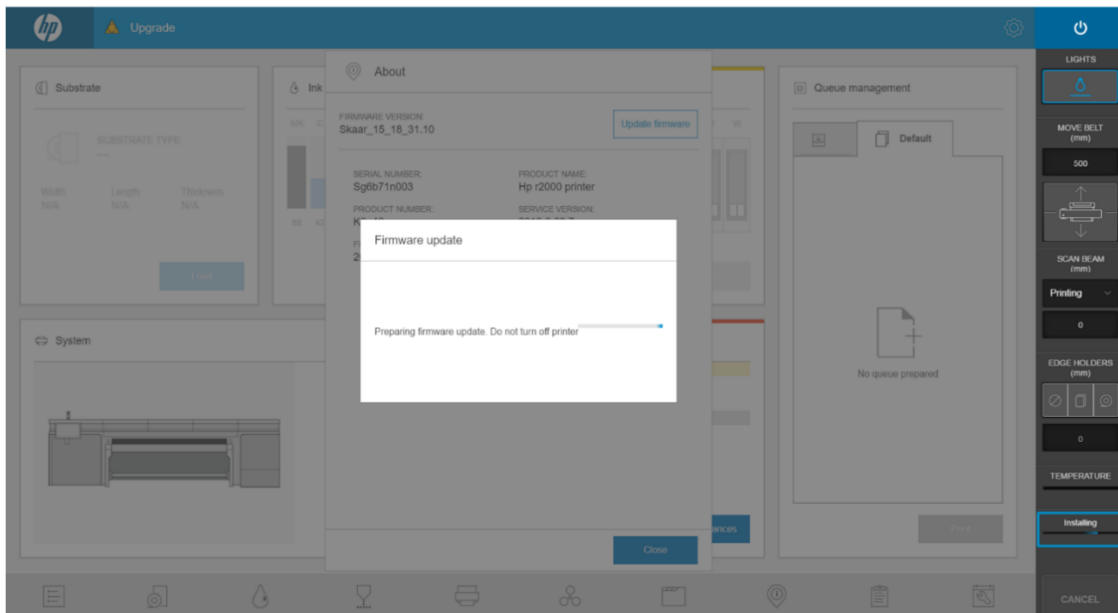 hp
Upgrade
LIGHTS
Substrate
Ink
About
Queue management
FIRMWARE VERSION:
Skaar_15_18_31.10
Update firmware
SUBSTRATE TYPE
---
Default
MOVE BELT
(mm)
500
Width
Length
Thickness
N/A
N/A
N/A
SERIAL NUMBER:
Sg6b71n003
PRODUCT NAME:
Hp r2000 printer
PRODUCT NUMBER:
SERVICE VERSION:
Firmware update
Load
Preparing firmware update. Do not turn off printer
SCAN BEAM
(mm)
Printing
0
System
No queue prepared
EDGE HOLDERS
(mm)
0
TEMPERATURE
Installing
Print
Close
CANCEL